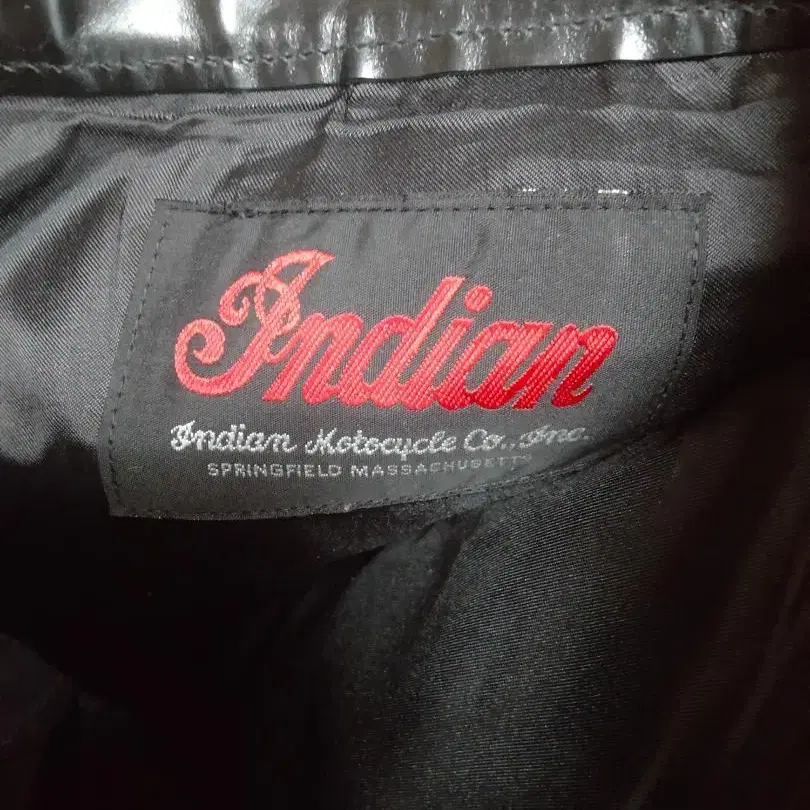 Indian
Indian Motocycle Co., Inc.
SPRINGFIELD MASSACHUSETTS